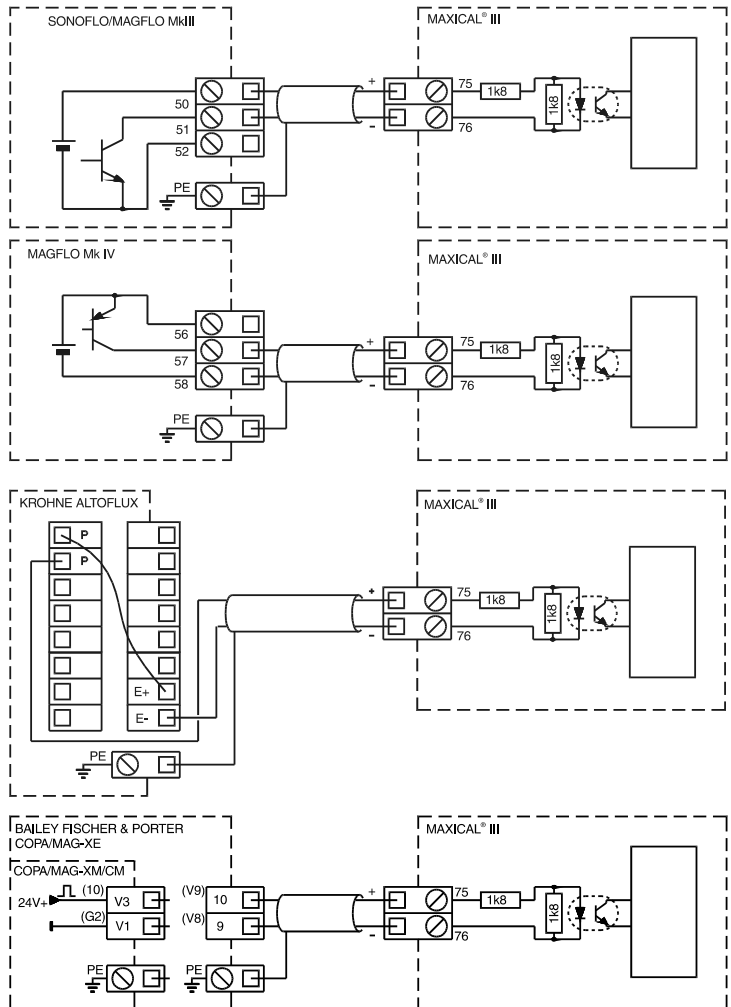 SONOFLO/MAGFLO MkIII
MAXICAL® III
50
51
52
PE
+
-
75
76
1k8
1k8
MAGFLO Mk IV
MAXICAL® III
56
57
58
PE
+
-
75
76
1k8
1k8
KROHNE ALTOFLUX
MAXICAL® III
P
P
E+
E-
PE
+
-
75
76
1k8
1k8
BAILEY FISCHER & PORTER
COPA/MAG-XE
COPA/MAG-XM/CM
MAXICAL® III
24V+
(10)
V3
(G2)
V1
(V9)
10
(V8)
9
PE
PE
+
-
75
76
1k8
1k8